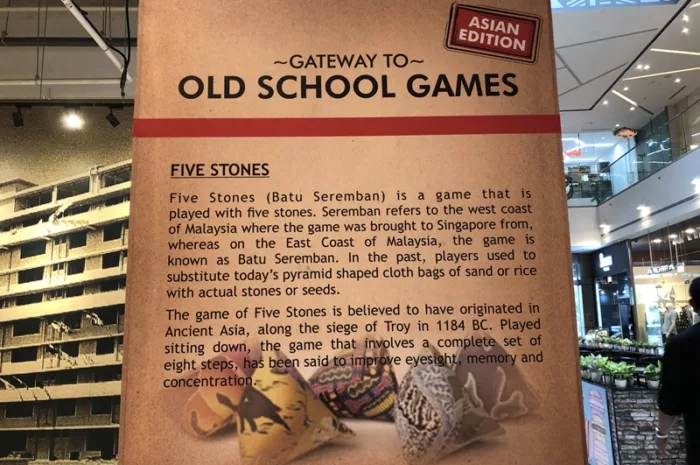 ASIAN
EDITION
~GATEWAY TO~
OLD SCHOOL GAMES
FIVE STONES
Five Stones (Batu Seremban) is a game that is
played with five stones. Seremban refers to the west coast
of Malaysia where the game was brought to Singapore from,
whereas on the East Coast of Malaysia, the game is
known as Batu Seremban. In the past, players used to
substitute today's pyramid shaped cloth bags of sand or rice
with actual stones or seeds.
The game of Five Stones is believed to have originated in
Ancient Asia, along the siege of Troy in 1184 BC. Played
sitting down, the game that involves a complete set of
eight steps, has been said to improve eyesight, memory and
concentration.